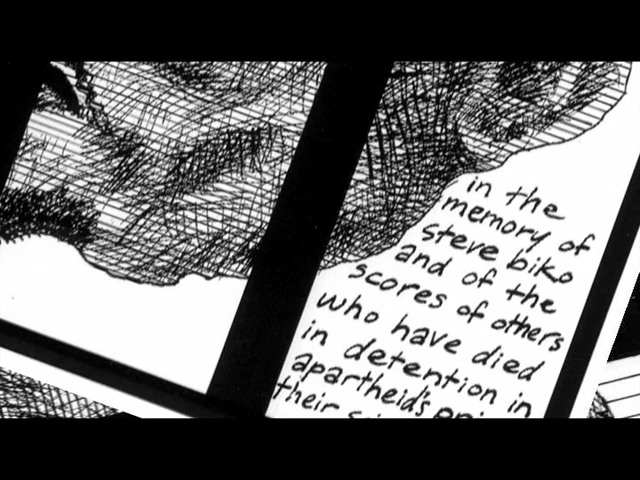 in the
memory of
steve biko
and of the
scores of others
who have died
in detention in
apartheid's
their